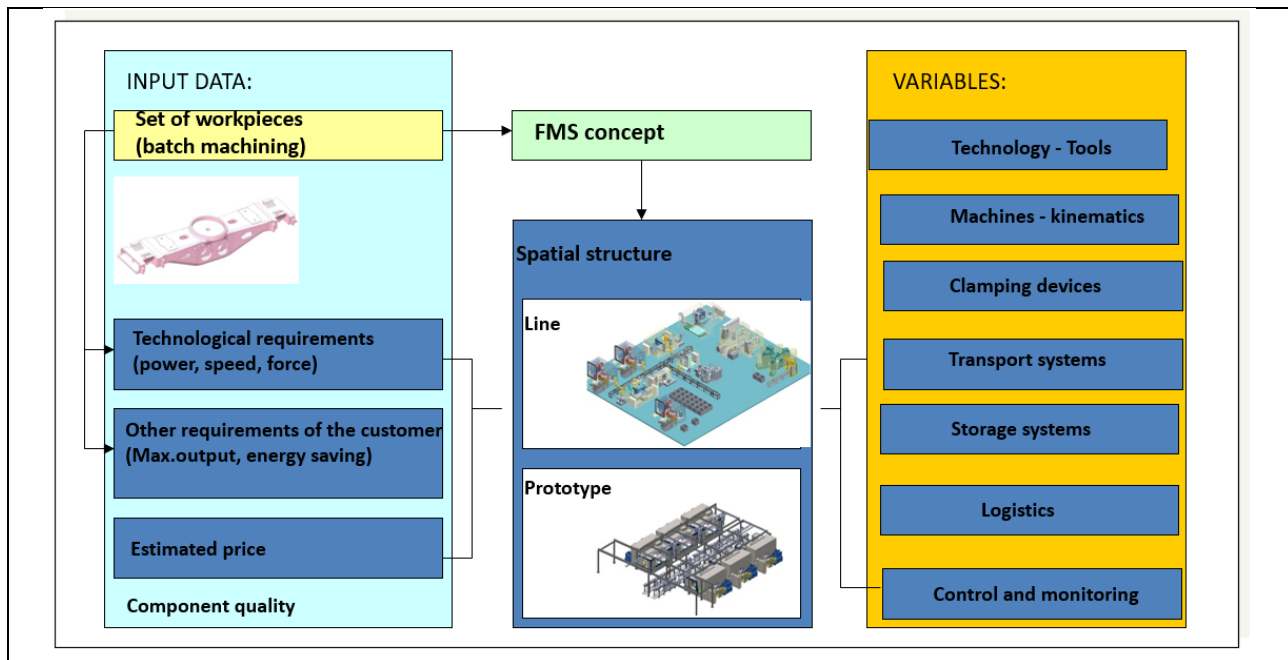 INPUT DATA:
Set of workpieces
(batch machining)
Technological requirements
(power, speed, force)
Other requirements of the customer
(Max.output, energy saving)
Estimated price
Component quality
FMS concept
Spatial structure
Line
Prototype
VARIABLES:
Technology - Tools
Machines - kinematics
Clamping devices
Transport systems
Storage systems
Logistics
Control and monitoring